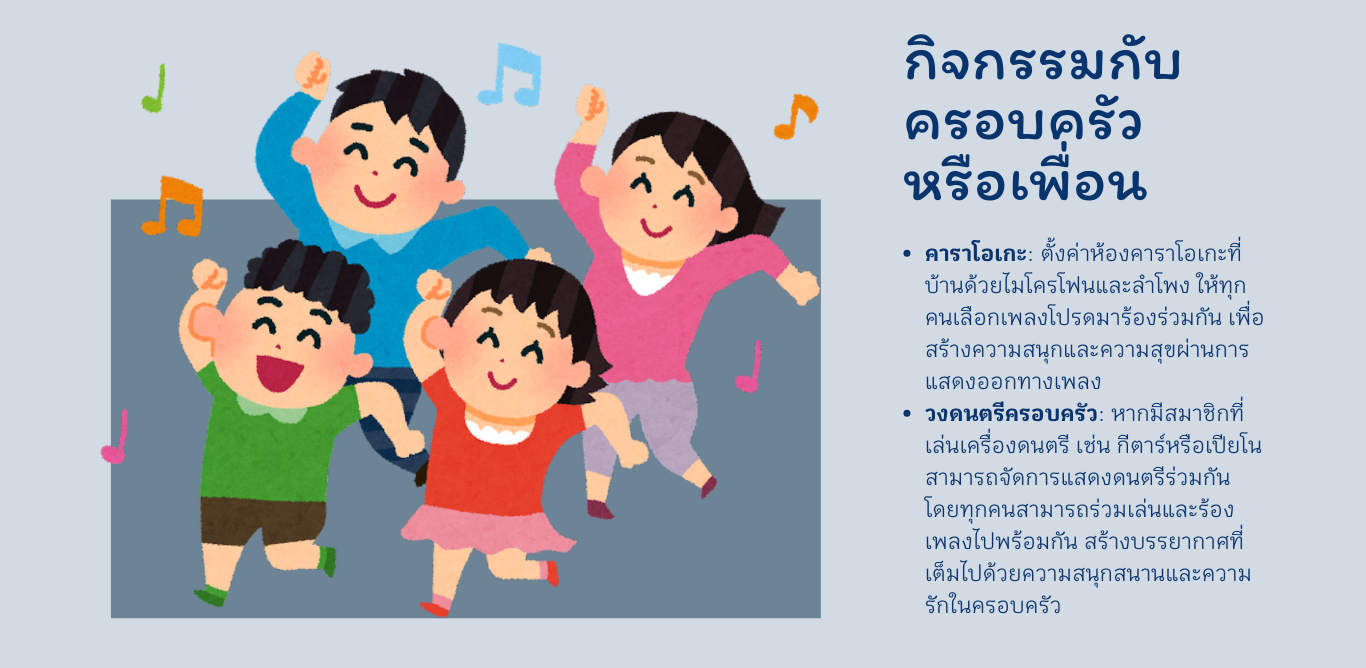 กิจกรรมกับ
ครอบครัว
หรือเพื่อน
• คาราโอเกะ: ตั้งค่าห้องคาราโอเกะที่
บ้านด้วยไมโครโฟนและลำโพง ให้ทุก
คนเลือกเพลงโปรดมาร้องร่วมกัน เพื่อ
สร้างความสนุกและความสุขผ่านการ
แสดงออกทางเพลง
• วงดนตรีครอบครัว: หากมีสมาชิกที่
เล่นเครื่องดนตรี เช่น กีตาร์หรือเปียโน
สามารถจัดการแสดงดนตรีร่วมกัน
โดยทุกคนสามารถร่วมเล่นและร้อง
เพลงไปพร้อมกัน สร้างบรรยากาศที่
เต็มไปด้วยความสนุกสนานและความ
รักในครอบครัว